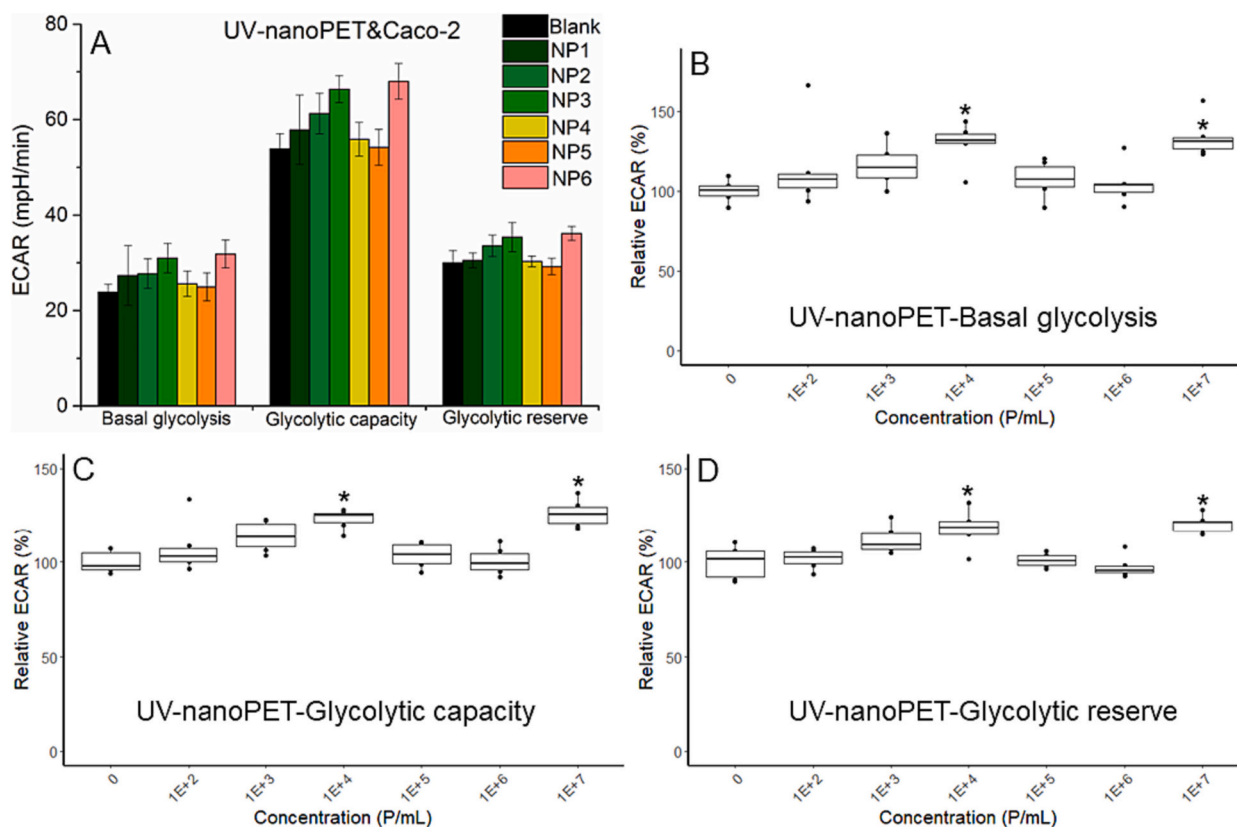 A
UV-nanoPET&Caco-2
Blank
NP1
NP2
NP3
NP4
NP5
NP6
ECAR (mpH/min)
80
60
40
20
0
Basal glycolysis Glycolytic capacity Glycolytic reserve
B
Relative ECAR (%)
150
100
50
0
* *
UV-nanoPET-Basal glycolysis
0 1E+2 1E+3 1E+4 1E+5 1E+6 1E+7
Concentration (P/mL)
C
Relative ECAR (%)
150
100
50
0
* *
UV-nanoPET-Glycolytic capacity
0 1E+2 1E+3 1E+4 1E+5 1E+6 1E+7
Concentration (P/mL)
D
Relative ECAR (%)
150
100
50
0
* *
UV-nanoPET-Glycolytic reserve
0 1E+2 1E+3 1E+4 1E+5 1E+6 1E+7
Concentration (P/mL)